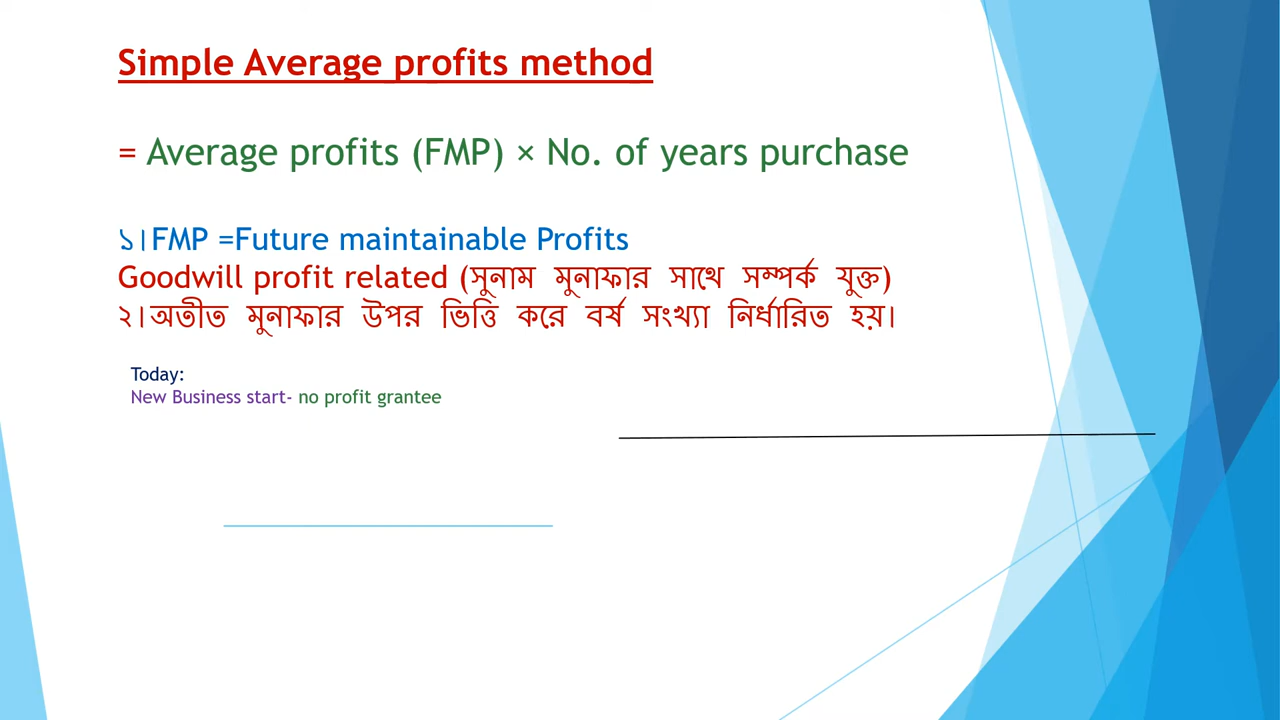 Simple Average profits method
= Average profits (FMP) × No. of years purchase
১। FMP =Future maintainable Profits
Goodwill profit related (সুনাম মুনাফার সাথে সম্পর্ক যুক্ত)
২। অতীত মুনাফার উপর ভিত্তি করে বর্ষ সংখ্যা নির্ধারিত হয়।
Today:
New Business start- no profit grantee